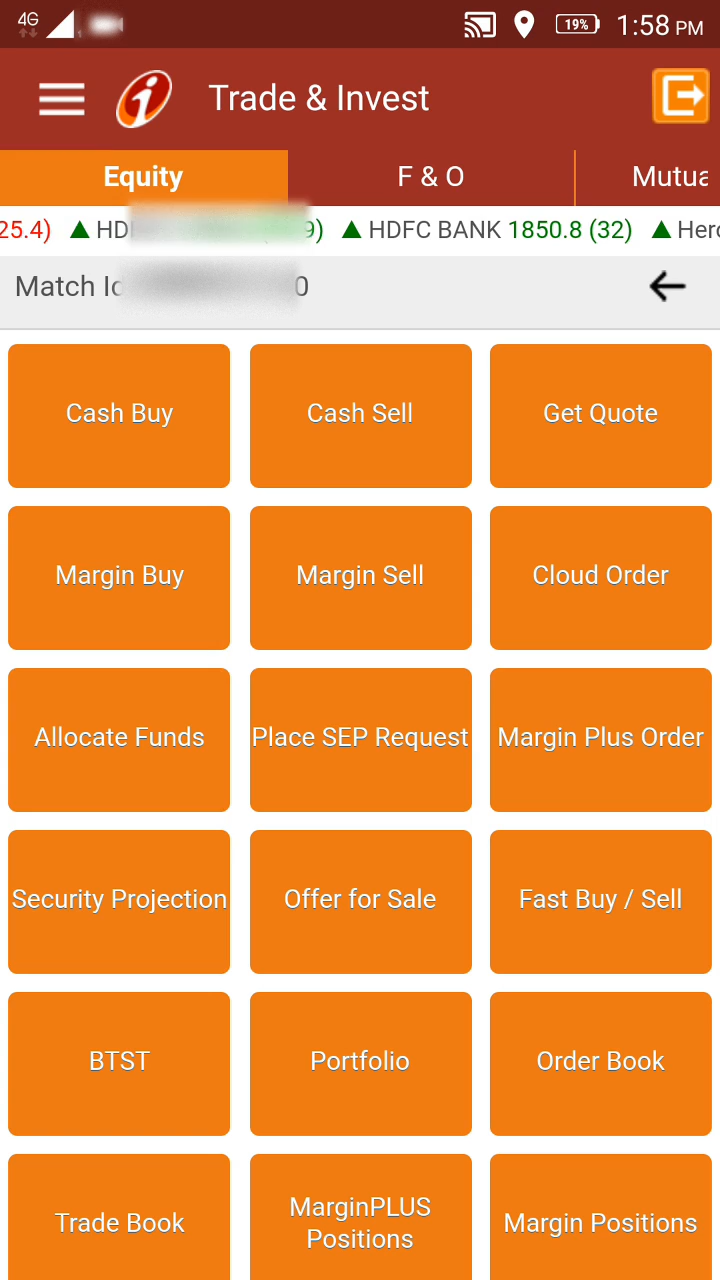 4G 19% 1:58 PM
Trade & Invest
Equity F & O Mutua
25.4) ▲ HD 9) ▲ HDFC BANK 1850.8 (32) ▲ Hero
Match Id 0
Cash Buy Cash Sell Get Quote
Margin Buy Margin Sell Cloud Order
Allocate Funds Place SEP Request Margin Plus Order
Security Projection Offer for Sale Fast Buy / Sell
BTST Portfolio Order Book
Trade Book MarginPLUS Positions Margin Positions